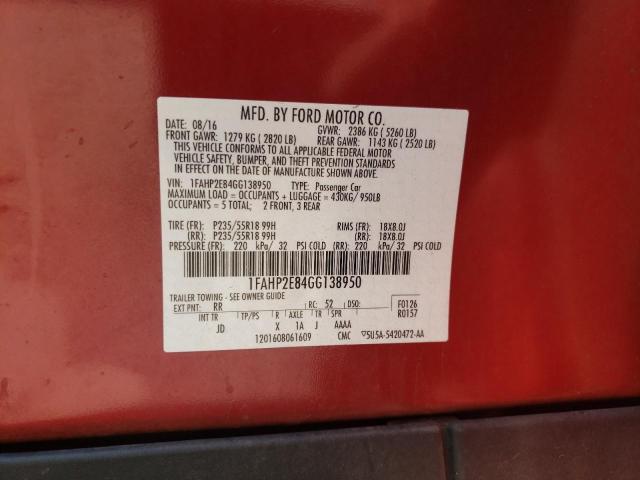 MFD. BY FORD MOTOR CO.
DATE: 08/16 GVWR: 2386 KG ( 5260 LB)
FRONT GAWR: 1279 KG ( 2820 LB) REAR GAWR: 1143 KG ( 2520 LB)
THIS VEHICLE CONFORMS TO ALL APPLICABLE FEDERAL MOTOR
VEHICLE SAFETY, BUMPER, AND THEFT PREVENTION STANDARDS
IN EFFECT ON THE DATE OF MANUFACTURE SHOWN ABOVE.
VIN: 1FAHP2E84GG138950 TYPE: Passenger Car
MAXIMUM LOAD = OCCUPANTS + LUGGAGE = 430KG/ 950LB
OCCUPANTS = 5 TOTAL; 2 FRONT, 3 REAR
TIRE (FR): P235/55R18 99H RIMS (FR): 18X8.0J
(RR): P235/55R18 99H (RR): 18X8.0J
PRESSURE (FR): 220 kPa/ 32 PSI COLD (RR): 220 kPa/ 32 PSI COLD
1FAHP2E84GG138950
TRAILER TOWING - SEE OWNER GUIDE
EXT PNT: RR RC: 52 DSO: F0126
INT TR TP/PS R AXLE TR SPR R0157
JD X 1A J AAAA
1201608061609 CMC ▽5U5A-5420472-AA